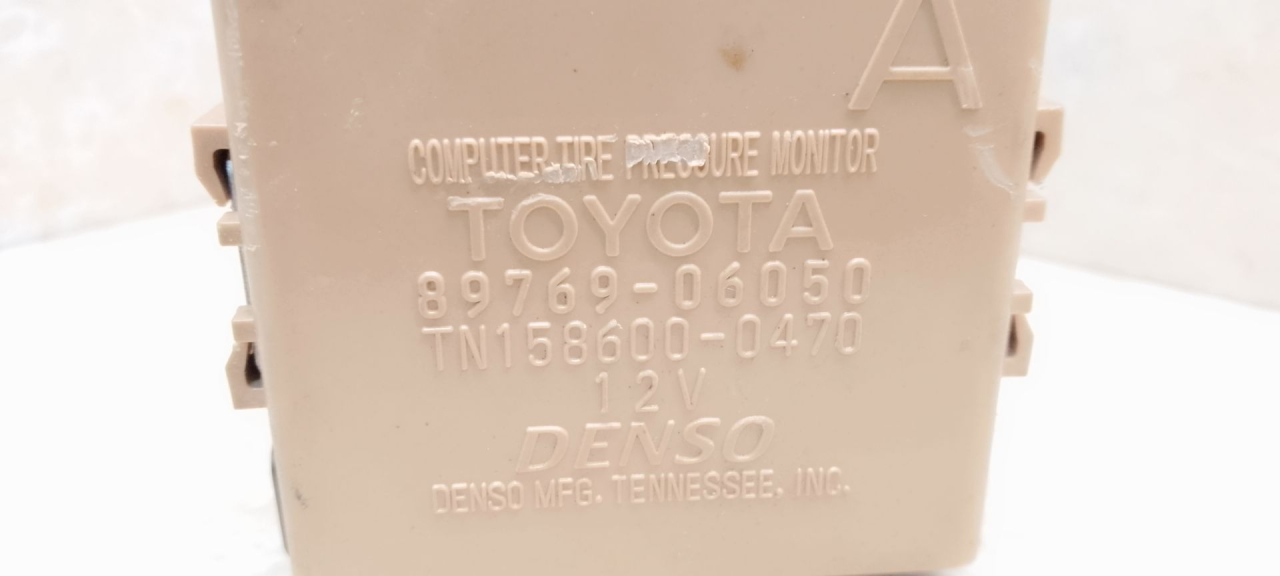 A
COMPUTER TIRE PRESSURE MONITOR
TOYOTA
89769-06050
TN158600-0470
12V
DENSO
DENSO MFG. TENNESSEE, INC.